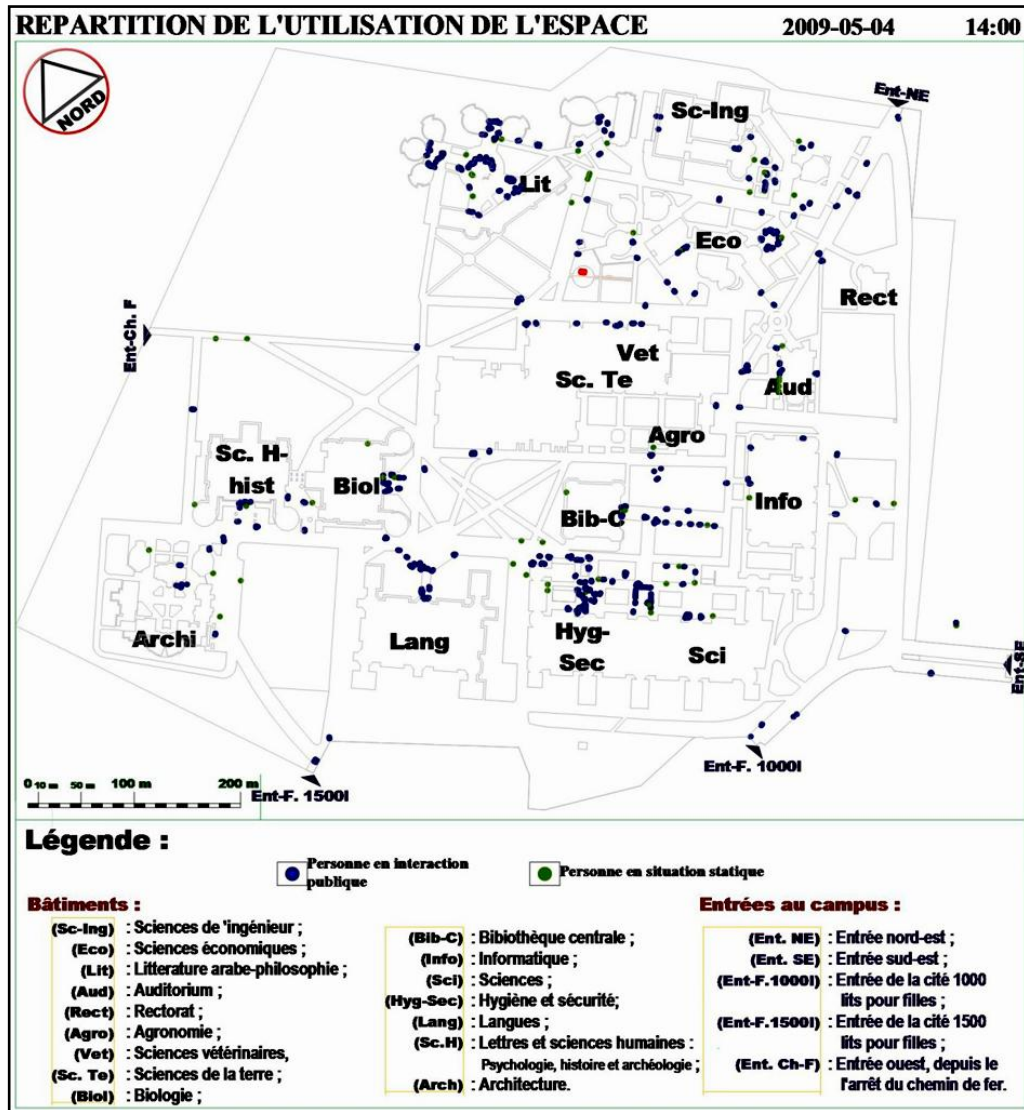 REPARTITION DE L'UTILISATION DE L'ESPACE 2009-05-04 14:00
NORD
Ent-NE
Sc-Ing
Lit
Eco
Rect
Ent-Ch. F
Vet
Sc. Te
Aud
Agro
Sc. H-
hist
Biol
Info
Bib-C
Archi
Lang
Hyg-
Sec
Sci
Ent-SE
Ent-F. 1000l
Ent-F. 1500l
0 10 m 50 m 100 m 200 m
Légende :
Personne en interaction
publique
Personne en situation statique
Bâtiments :
(Sc-Ing) : Sciences de 'ingénieur ;
(Eco) : Sciences économiques ;
(Lit) : Litterature arabe-philosophie ;
(Aud) : Auditorium ;
(Rect) : Rectorat ;
(Agro) : Agronomie ;
(Vet) : Sciences vétérinaires,
(Sc. Te) : Sciences de la terre ;
(Biol) : Biologie ;
(Bib-C) : Bibiothèque centrale ;
(Info) : Informatique ;
(Sci) : Sciences ;
(Hyg-Sec) : Hygiène et sécurité;
(Lang) : Langues ;
(Sc.H) : Lettres et sciences humaines :
Psychologie, histoire et archéologie ;
(Arch) : Architecture.
Entrées au campus :
(Ent. NE) : Entrée nord-est ;
(Ent. SE) : Entrée sud-est ;
(Ent-F.1000l) : Entrée de la cité 1000
lits pour filles ;
(Ent-F.1500l) : Entrée de la cité 1500
lits pour filles ;
(Ent. Ch-F) : Entrée ouest, depuis le
l'arrêt du chemin de fer.